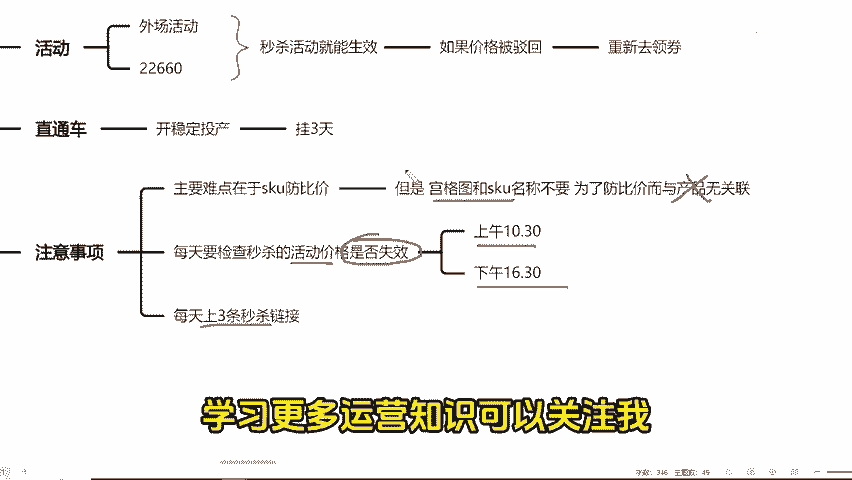 外场活动
活动
秒杀活动就能生效
如果价格被驳回
重新去领券
22660
直通车
开稳定投产
挂3天
主要难点在于sku防比价
但是 宫格图和sku名称不要 为了防比价而与产品无关联
上午10.30
注意事项
每天要检查秒杀的活动价格是否失效
下午16.30
每天上3条秒杀链接
学习更多运营知识可以关注我